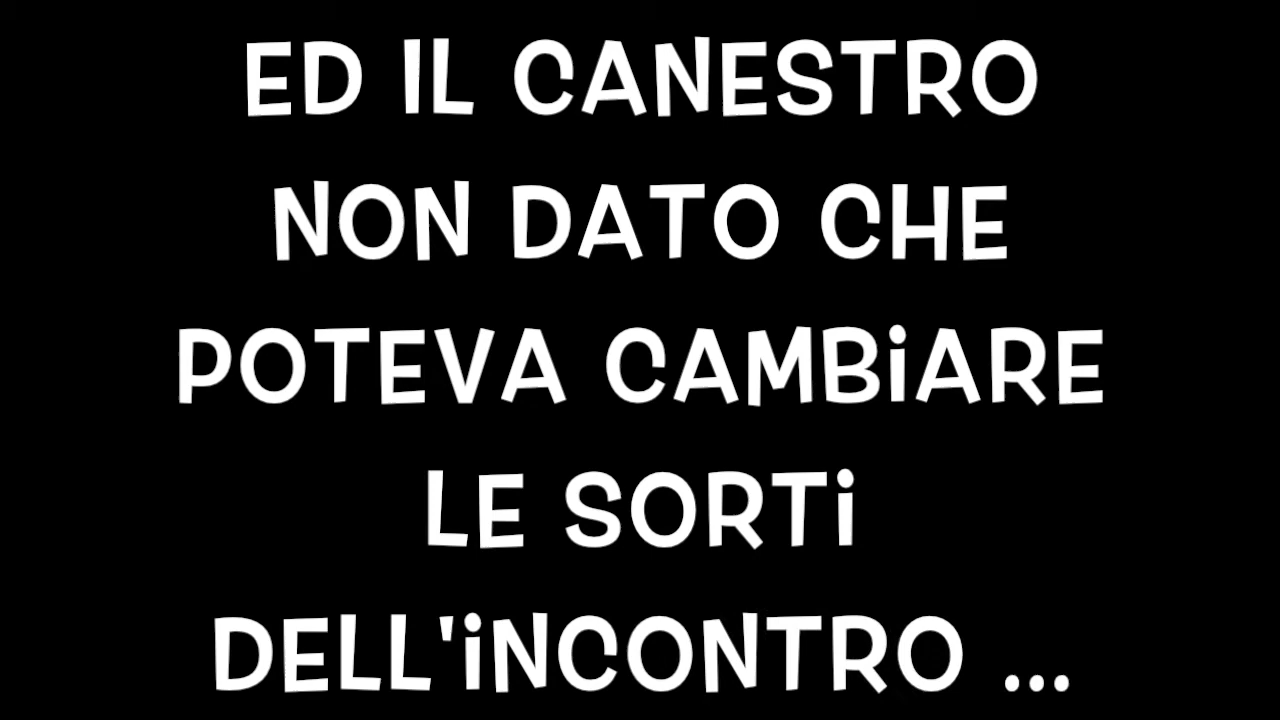 ED IL CANESTRO
NON DATO CHE
POTEVA CAMBiARE
LE SORTi
DELL'iNCONTRO ...